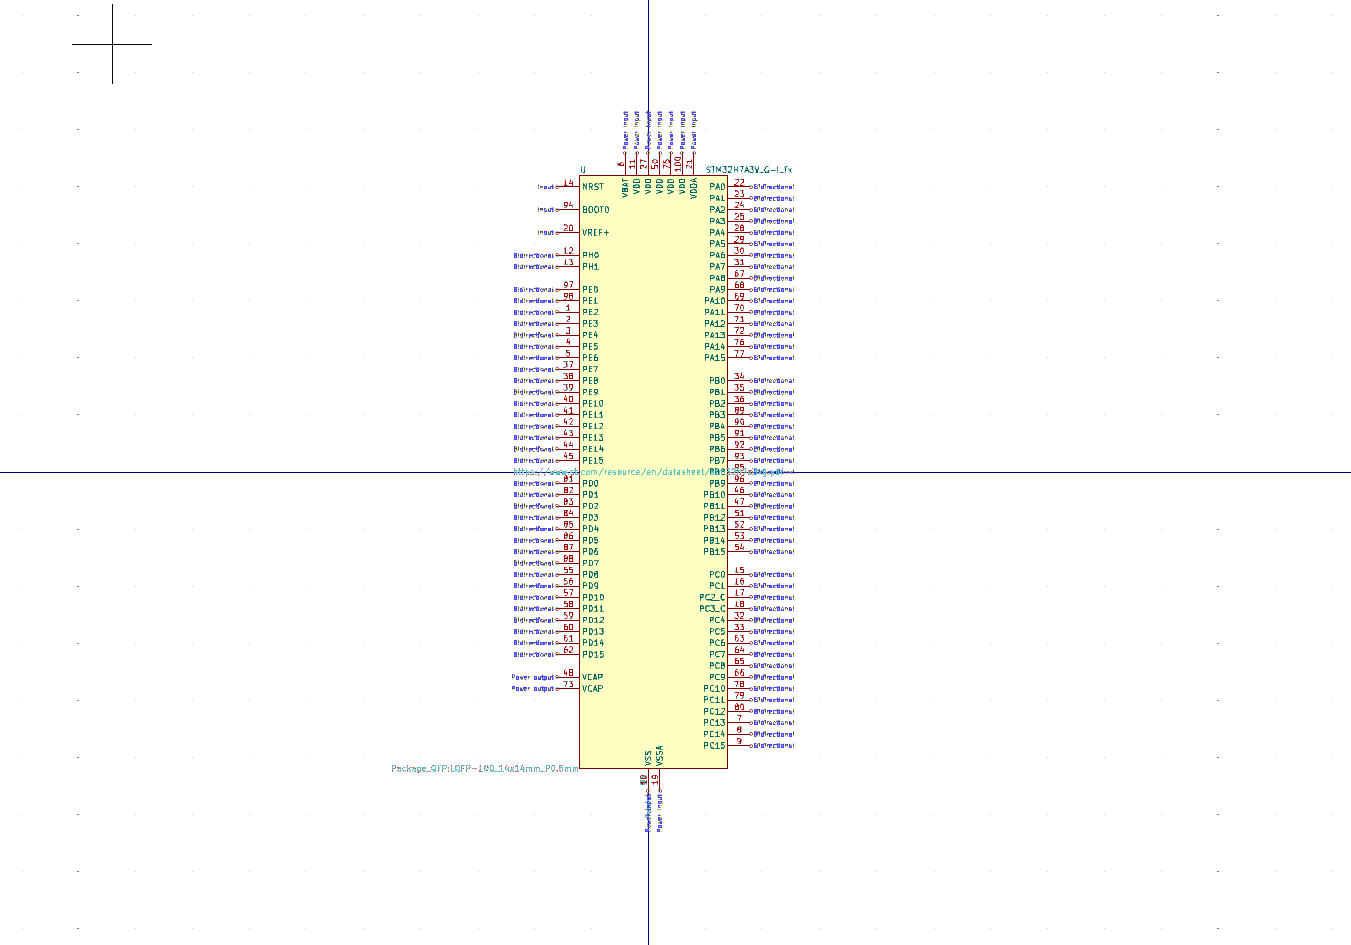 Power input Power input Power input Power input Power input Power input Power input
6 11 27 50 75 100 21
U
VBAT VDD VDD VDD VDD VDD VDDA
Input 14 NRST PA0 22 Bidirectional
PA1 23 Bidirectional
Input 94 BOOT0 PA2 24 Bidirectional
PA3 25 Bidirectional
Input 20 VREF+ PA4 28 Bidirectional
PA5 29 Bidirectional
Bidirectional 12 PH0 PA6 30 Bidirectional
Bidirectional 13 PH1 PA7 31 Bidirectional
PA8 67 Bidirectional
Bidirectional 97 PE0 PA9 68 Bidirectional
Bidirectional 98 PE1 PA10 69 Bidirectional
Bidirectional 1 PE2 PA11 70 Bidirectional
Bidirectional 2 PE3 PA12 71 Bidirectional
Bidirectional 3 PE4 PA13 72 Bidirectional
Bidirectional 4 PE5 PA14 76 Bidirectional
Bidirectional 5 PE6 PA15 77 Bidirectional
Bidirectional 37 PE7
Bidirectional 38 PE8 PB0 34 Bidirectional
Bidirectional 39 PE9 PB1 35 Bidirectional
Bidirectional 40 PE10 PB2 36 Bidirectional
Bidirectional 41 PE11 PB3 89 Bidirectional
Bidirectional 42 PE12 PB4 90 Bidirectional
Bidirectional 43 PE13 PB5 91 Bidirectional
Bidirectional 44 PE14 PB6 92 Bidirectional
Bidirectional 45 PE15 PB7 93 Bidirectional
PB8 95
Bidirectional 81 PD0 PB9 96 Bidirectional
Bidirectional 82 PD1 PB10 46 Bidirectional
Bidirectional 83 PD2 PB11 47 Bidirectional
Bidirectional 84 PD3 PB12 51 Bidirectional
Bidirectional 85 PD4 PB13 52 Bidirectional
Bidirectional 86 PD5 PB14 53 Bidirectional
Bidirectional 87 PD6 PB15 54 Bidirectional
Bidirectional 88 PD7
Bidirectional 55 PD8 PC0 15 Bidirectional
Bidirectional 56 PD9 PC1 16 Bidirectional
Bidirectional 57 PD10 PC2_C 17 Bidirectional
Bidirectional 58 PD11 PC3_C 18 Bidirectional
Bidirectional 59 PD12 PC4 32 Bidirectional
Bidirectional 60 PD13 PC5 33 Bidirectional
Bidirectional 61 PD14 PC6 63 Bidirectional
Bidirectional 62 PD15 PC7 64 Bidirectional
PC8 65 Bidirectional
Power output 48 VCAP PC9 66 Bidirectional
Power output 73 VCAP PC10 78 Bidirectional
PC11 79 Bidirectional
PC12 80 Bidirectional
PC13 7 Bidirectional
PC14 8 Bidirectional
PC15 9 Bidirectional
VSS VSSA
Package_QFP:LQFP-100_14x14mm_P0.5mm
10 19
Power input